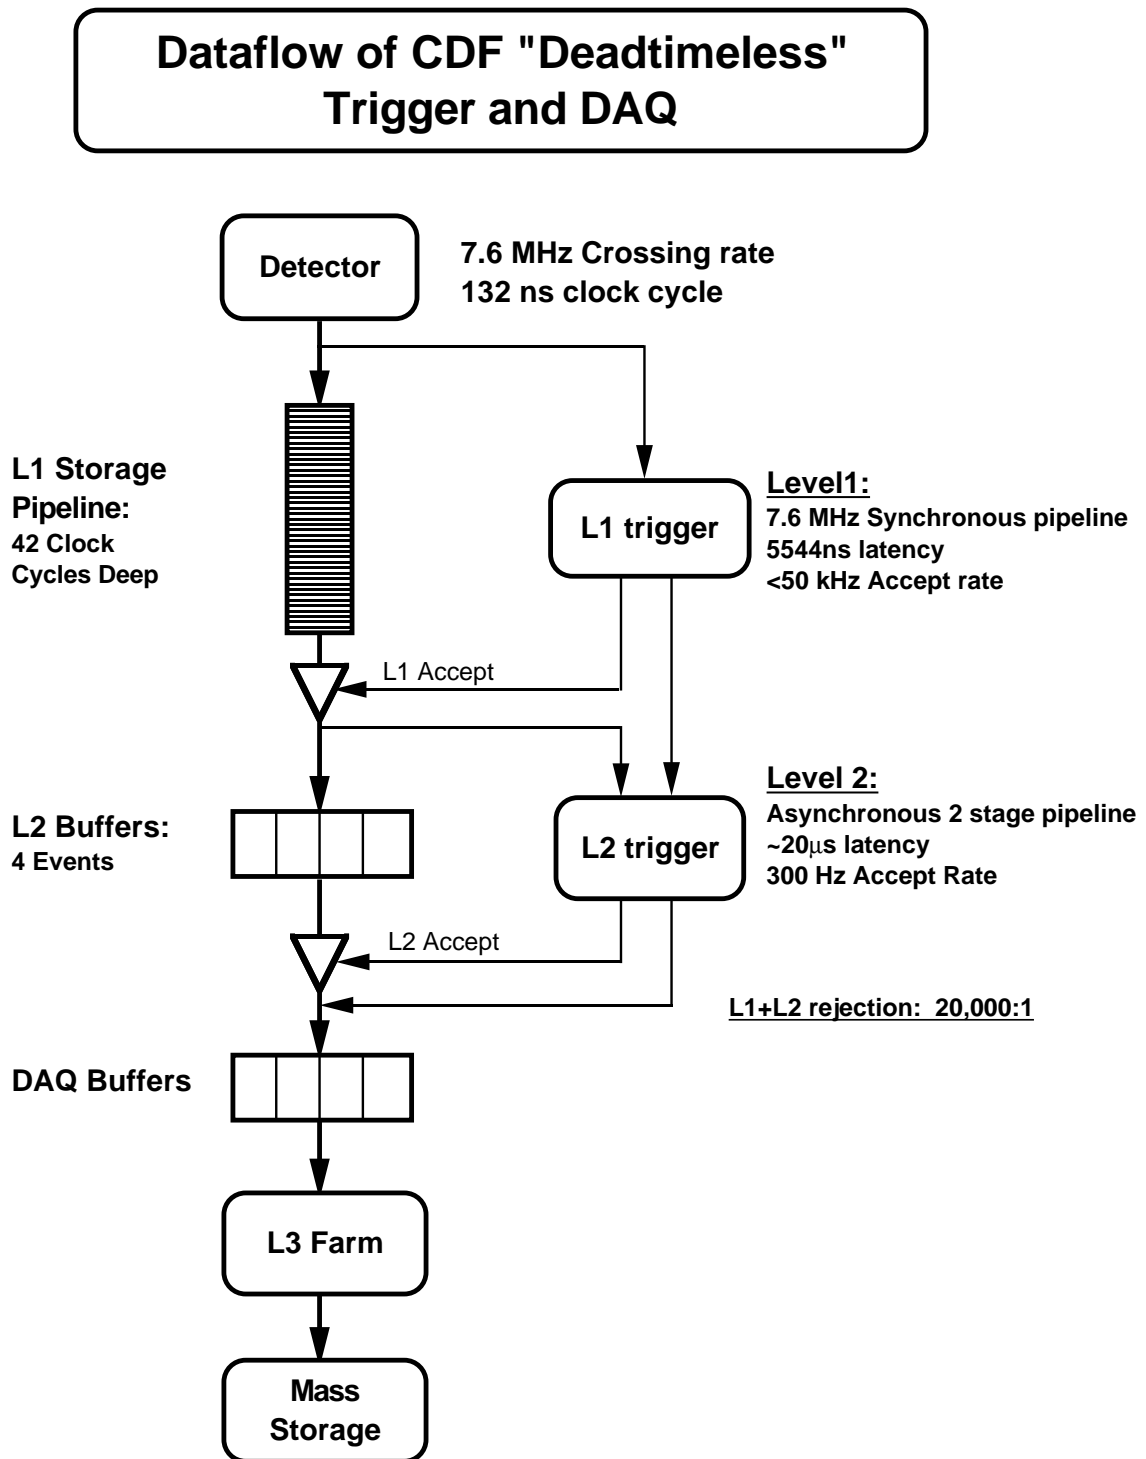 Dataflow of CDF "Deadtimeless"
Trigger and DAQ
Detector
7.6 MHz Crossing rate
132 ns clock cycle
L1 Storage
Pipeline:
42 Clock
Cycles Deep
L1 trigger
Level1:
7.6 MHz Synchronous pipeline
5544ns latency
<50 kHz Accept rate
L1 Accept
L2 Buffers:
4 Events
L2 trigger
Level 2:
Asynchronous 2 stage pipeline
~20μs latency
300 Hz Accept Rate
L2 Accept
L1+L2 rejection: 20,000:1
DAQ Buffers
L3 Farm
Mass
Storage